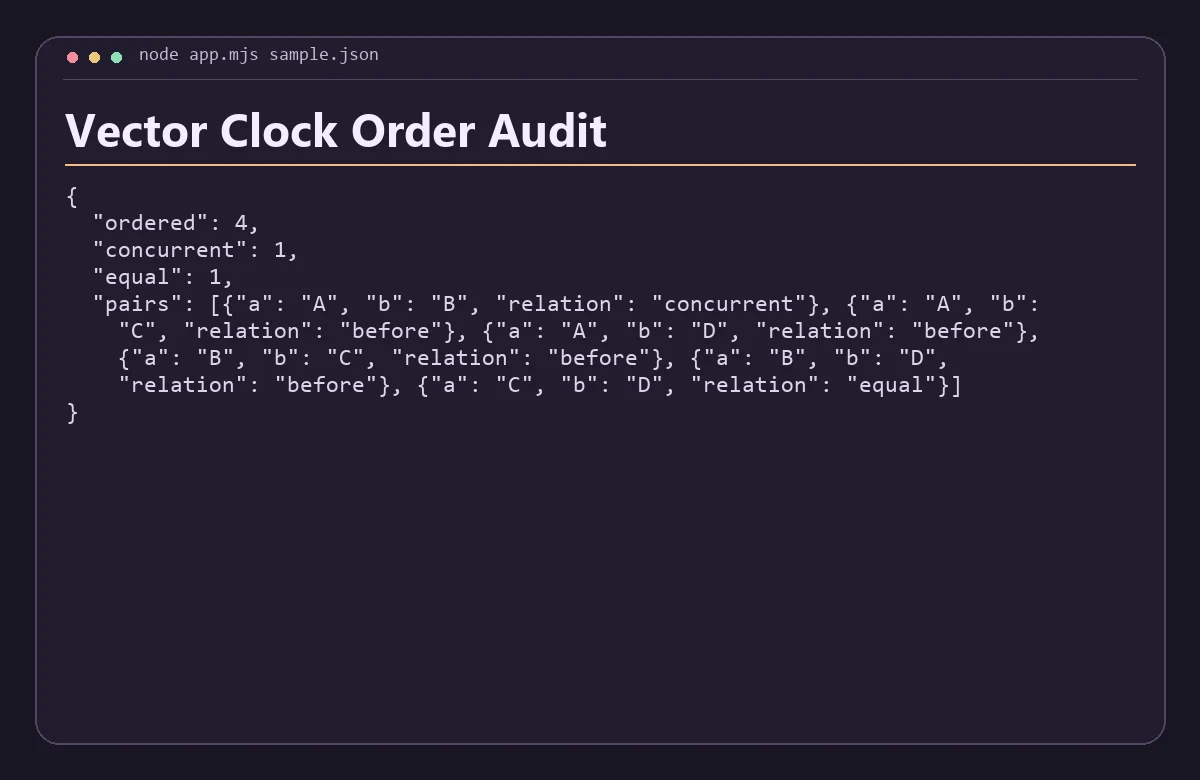 node app.mjs sample.json
Vector Clock Order Audit
{
  "ordered": 4,
  "concurrent": 1,
  "equal": 1,
  "pairs": [{"a": "A", "b": "B", "relation": "concurrent"}, {"a": "A", "b":
    "C", "relation": "before"}, {"a": "A", "b": "D", "relation": "before"},
    {"a": "B", "b": "C", "relation": "before"}, {"a": "B", "b": "D",
    "relation": "before"}, {"a": "C", "b": "D", "relation": "equal"}]
}